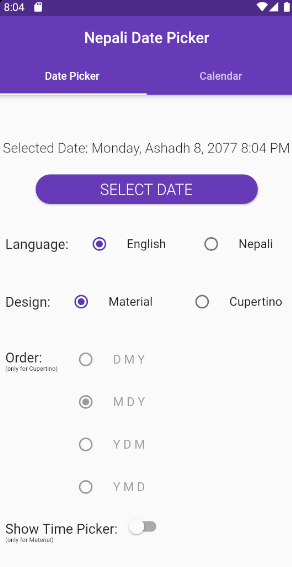 8:04
Nepali Date Picker
Date Picker Calendar
Selected Date: Monday, Ashadh 8, 2077 8:04 PM
SELECT DATE
Language: English Nepali
Design: Material Cupertino
Order: D M Y
(only for Cupertino)
M D Y
Y D M
Y M D
Show Time Picker:
(only for Material)